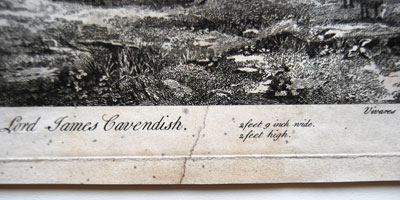 Lord James Cavendish.
2 feet 9 inch wide.
2 feet high.
Vivares